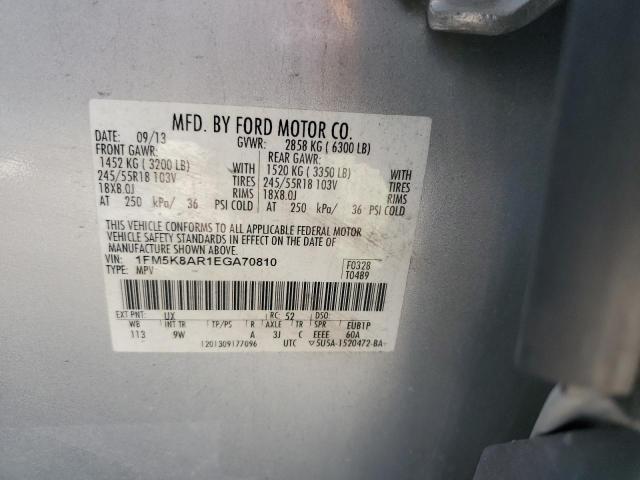 MFD. BY FORD MOTOR CO.
DATE: 09/13 GVWR: 2858 KG ( 6300 LB)
FRONT GAWR: REAR GAWR:
1452 KG ( 3200 LB) WITH 1520 KG ( 3350 LB) WITH
245/55R18 103V TIRES 245/55R18 103V TIRES
18X8.0J RIMS 18X8.0J RIMS
AT 250 kPa/ 36 PSI COLD AT 250 kPa/ 36 PSI COLD
THIS VEHICLE CONFORMS TO ALL APPLICABLE FEDERAL MOTOR
VEHICLE SAFETY STANDARDS IN EFFECT ON THE DATE OF
MANUFACTURE SHOWN ABOVE.
VIN: 1FM5K8AR1EGA70810 F0328
TYPE: MPV T0489
EXT PNT: UX RC: 52 DSO:
WB INT TR TP/PS R AXLE TR SPR EUB1P
113 9W A 3J C EEEE 60A
1201309177096 UTC ▽5U5A-1520472-BA